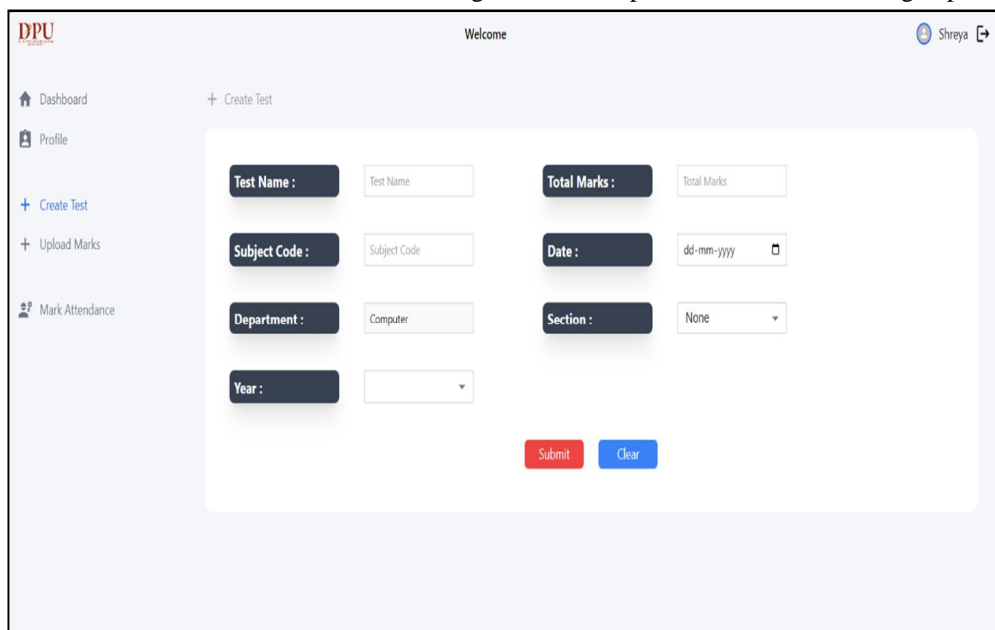 DPU
Welcome
Shreya
Dashboard
Profile
Create Test
Upload Marks
Mark Attendance
+ Create Test
Test Name :
Test Name
Total Marks :
Total Marks
Subject Code :
Subject Code
Date :
dd-mm-yyyy
Department :
Computer
Section :
None
Year :
Submit
Clear